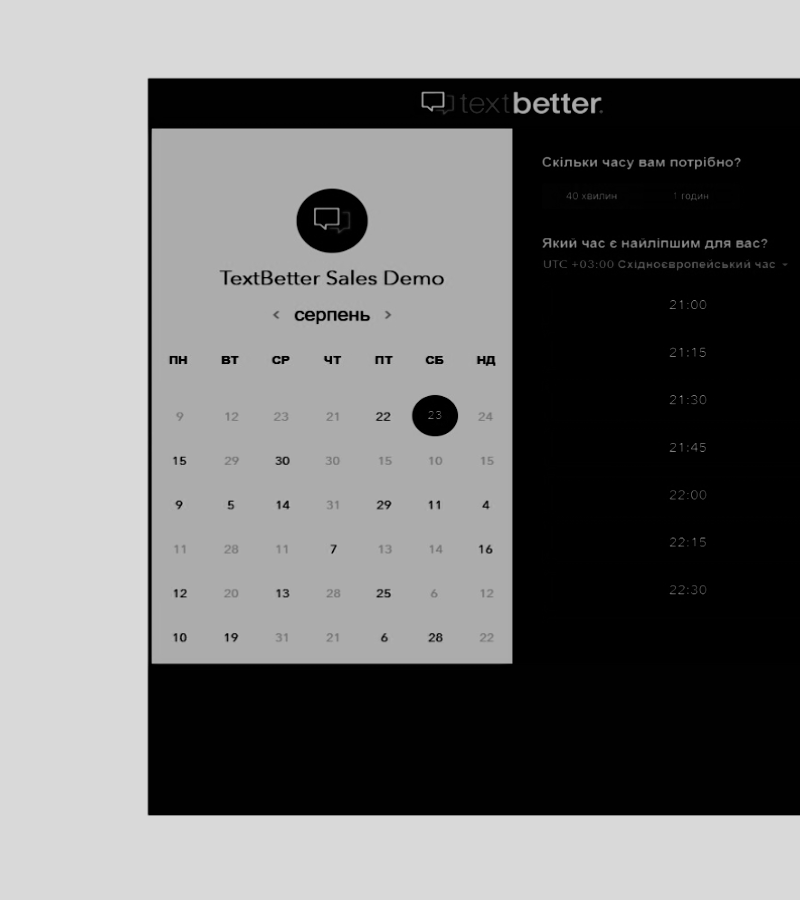 textbetter
TextBetter Sales Demo
< серпень >
ПН ВТ СР ЧТ ПТ СБ НД
9 12 23 21 22 23 24
15 29 30 30 15 10 15
9 5 14 31 29 11 4
11 28 11 7 13 14 16
12 20 13 28 25 6 12
10 19 31 21 6 28 22
Скільки часу вам потрібно?
40 хвилин 1 годин
Який час є найліпшим для вас?
UTC +03:00 Східноєвропейський час
21:00
21:15
21:30
21:45
22:00
22:15
22:30